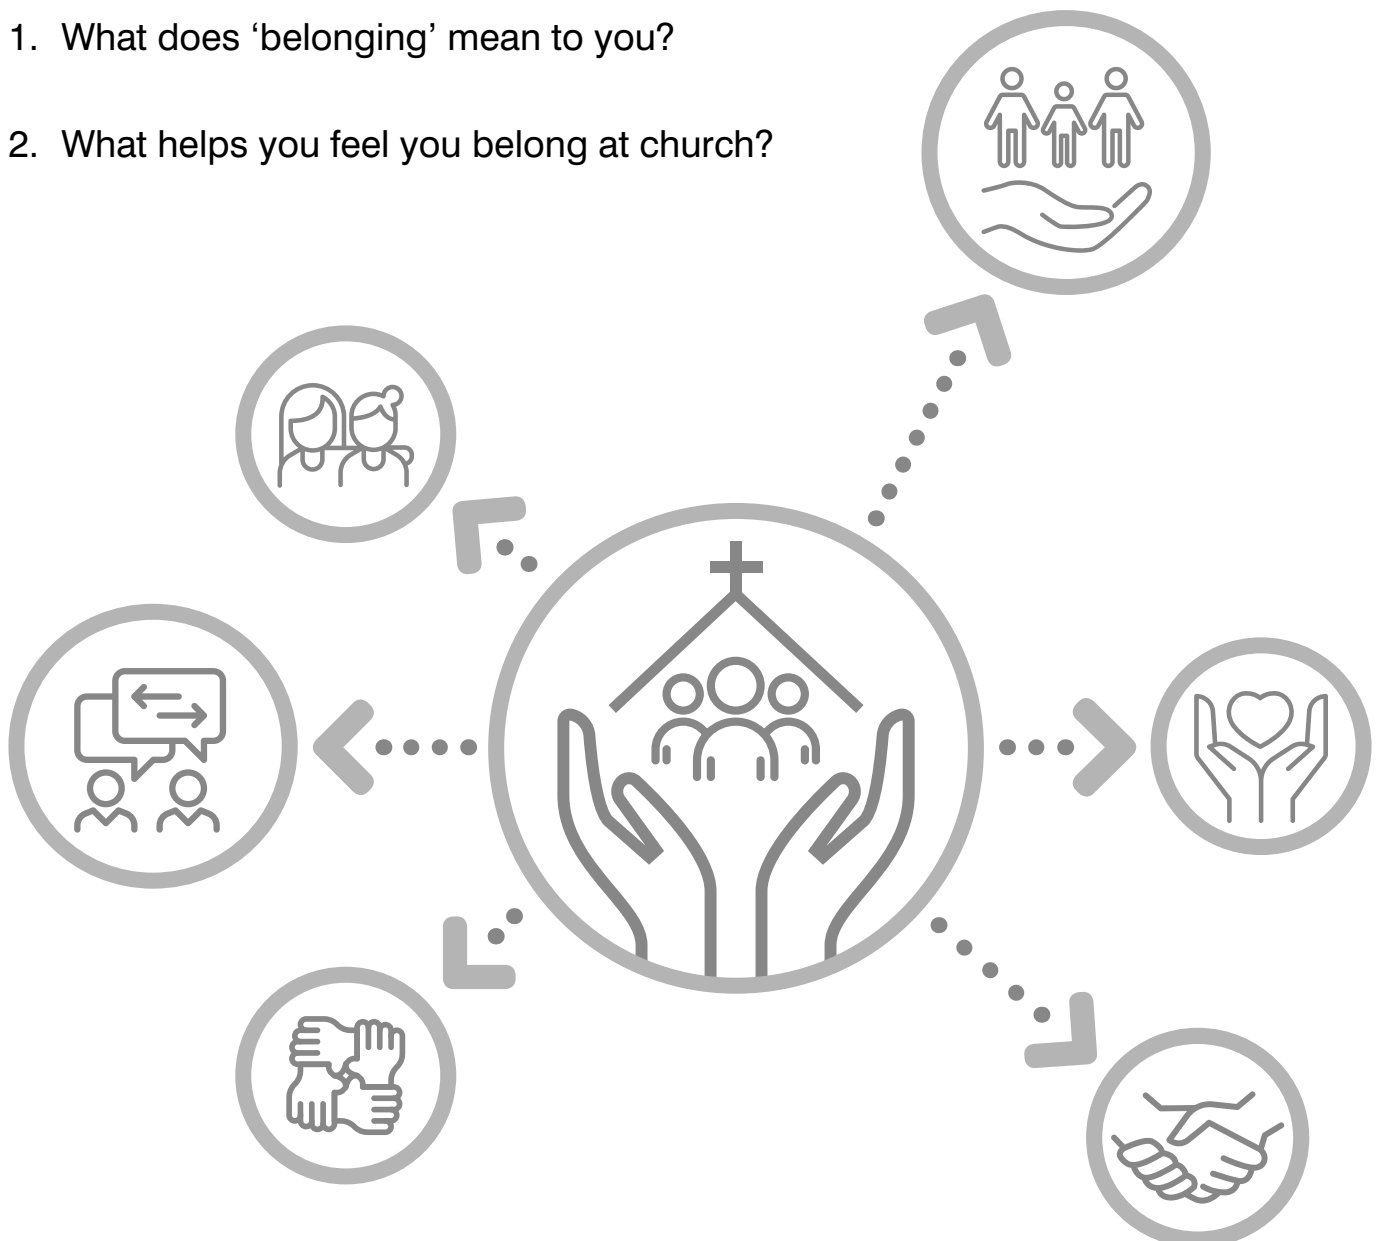 1. What does ‘belonging’ mean to you?
2. What helps you feel you belong at church?